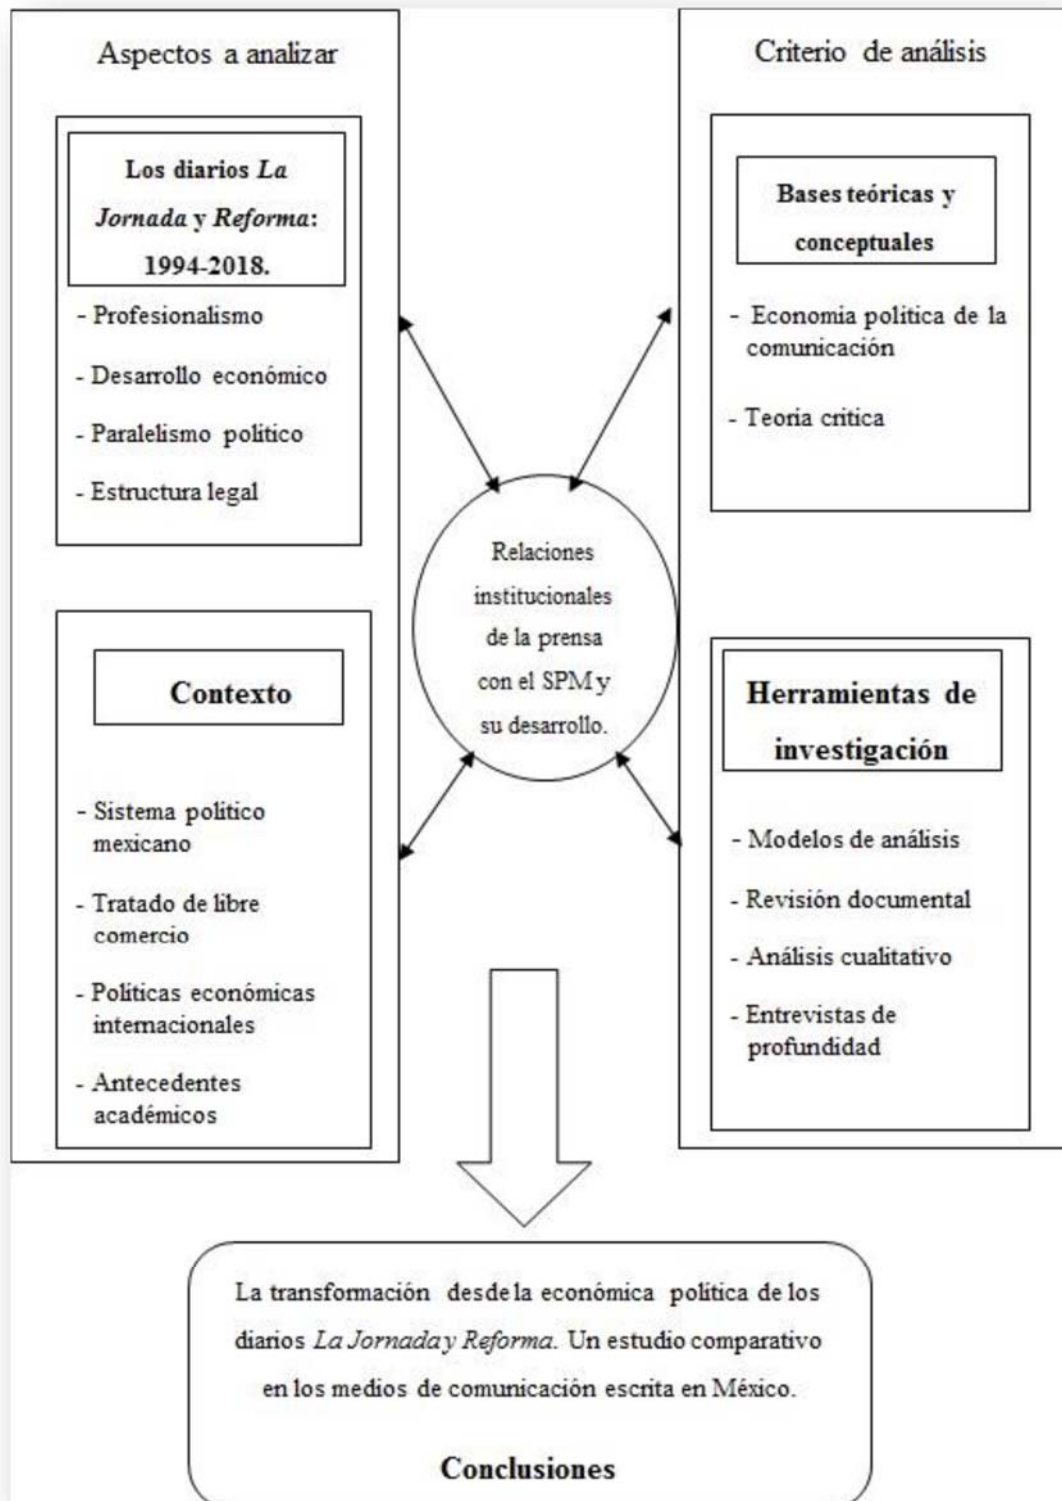 Aspectos a analizar
Los diarios La
Jornada y Reforma:
1994-2018.
- Profesionalismo
- Desarrollo económico
- Paralelismo político
- Estructura legal
Contexto
- Sistema político
mexicano
- Tratado de libre
comercio
- Políticas económicas
internacionales
- Antecedentes
académicos
Relaciones
institucionales
de la prensa
con el SPM y
su desarrollo.
Criterio de análisis
Bases teóricas y
conceptuales
- Economía política de la
comunicación
- Teoría crítica
Herramientas de
investigación
- Modelos de análisis
- Revisión documental
- Análisis cualitativo
- Entrevistas de
profundidad
La transformación desde la económica política de los
diarios La Jornada y Reforma. Un estudio comparativo
en los medios de comunicación escrita en México.
Conclusiones